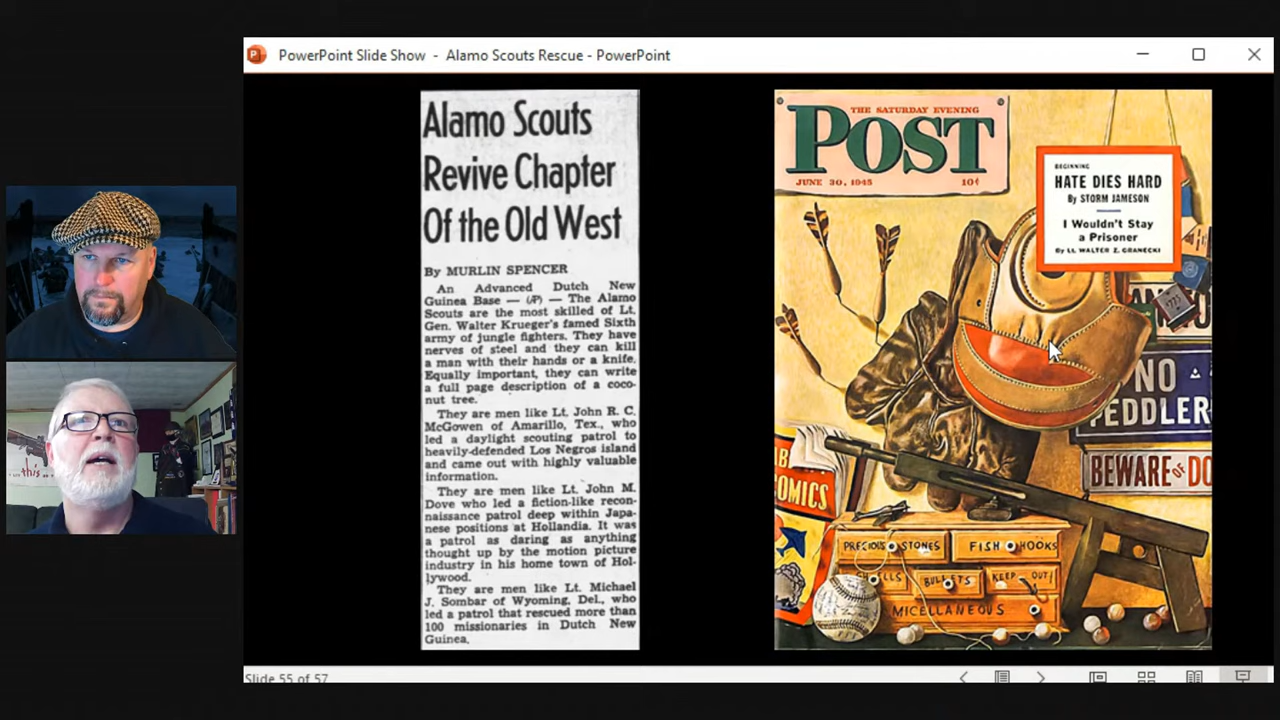 PowerPoint Slide Show - Alamo Scouts Rescue - PowerPoint
Alamo Scouts
Revive Chapter
Of the Old West
By MURLIN SPENCER
An Advanced Dutch New
Guinea Base — (AP) — The Alamo
Scouts are the most skilled of Lt.
Gen. Walter Krueger's famed Sixth
army of jungle fighters. They have
nerves of steel and they can kill
a man with their hands or a knife.
Equally important, they can write
a full page description of a coco-
nut tree.
They are men like Lt. John R. C.
McGowen of Amarillo, Tex., who
led a daylight scouting patrol to
heavily-defended Los Negros island
and came out with highly valuable
information.
They are men like Lt. John M.
Dove who led a fiction-like recon-
naissance patrol deep within Japa-
nese positions at Hollandia. It was
a patrol as daring as anything
thought up by the motion picture
industry in his home town of Hol-
lywood.
They are men like Lt. Michael
J. Sombar of Wyoming, Del., who
led a patrol that rescued more than
100 missionaries in Dutch New
Guinea.
THE SATURDAY EVENING
POST
JUNE 30, 1945 10¢
BEGINNING
HATE DIES HARD
By STORM JAMESON
I Wouldn't Stay
a Prisoner
By Lt. WALTER Z. GRANECKI
NO
PEDDLER
BEWARE OF DO
COMICS
PRECIOUS STONES
FISH HOOKS
BULLETS
KEEP OUT!
MICELLANEOUS
this
Slide 55 of 57